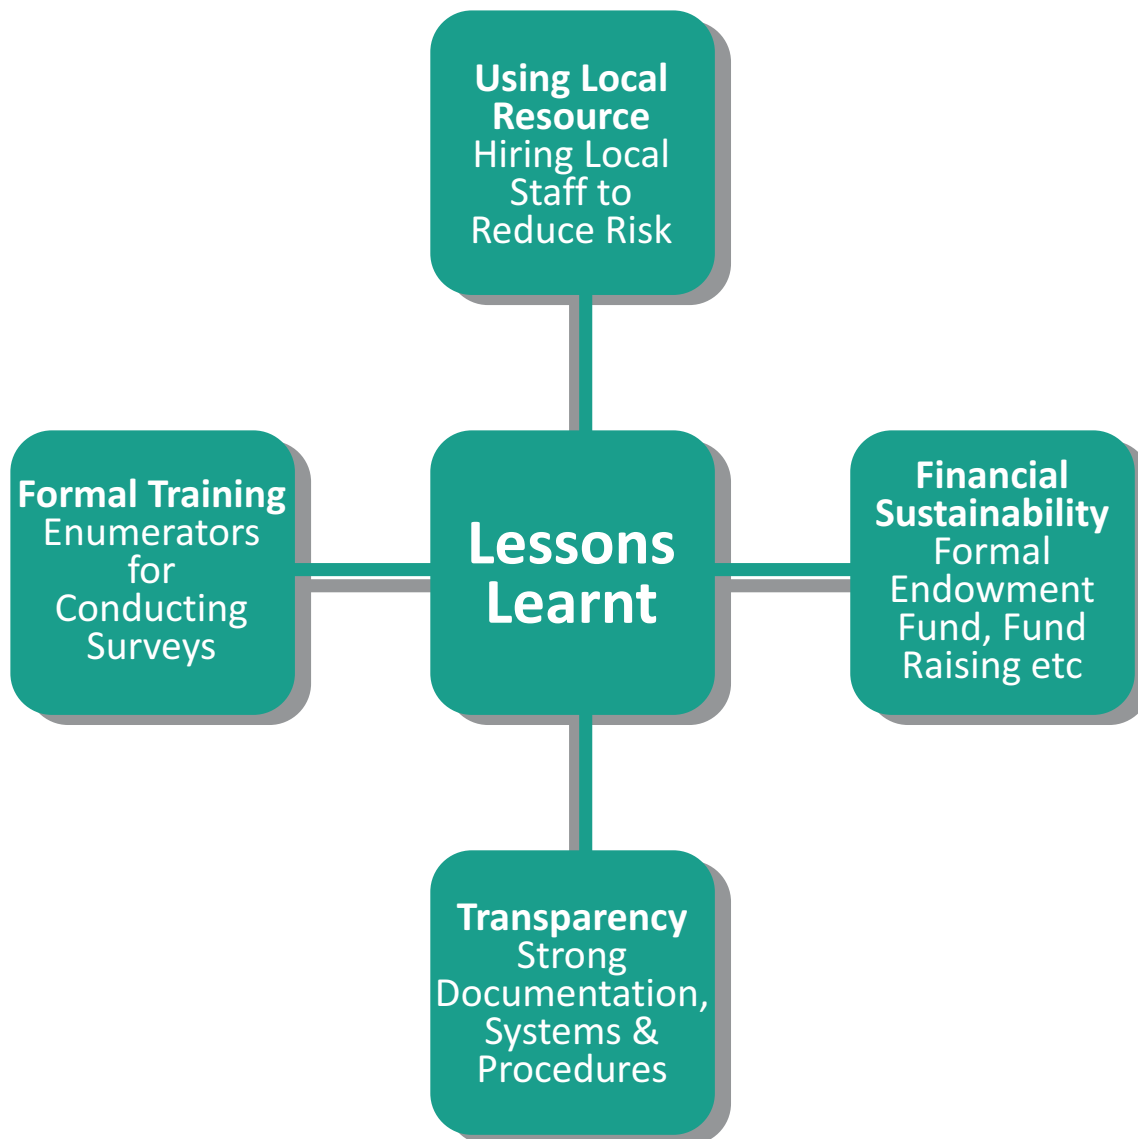 Using Local
Resource
Hiring Local
Staff to
Reduce Risk
Formal Training
Enumerators
for
Conducting
Surveys
Lessons
Learnt
Financial
Sustainability
Formal
Endowment
Fund, Fund
Raising etc
Transparency
Strong
Documentation,
Systems &
Procedures